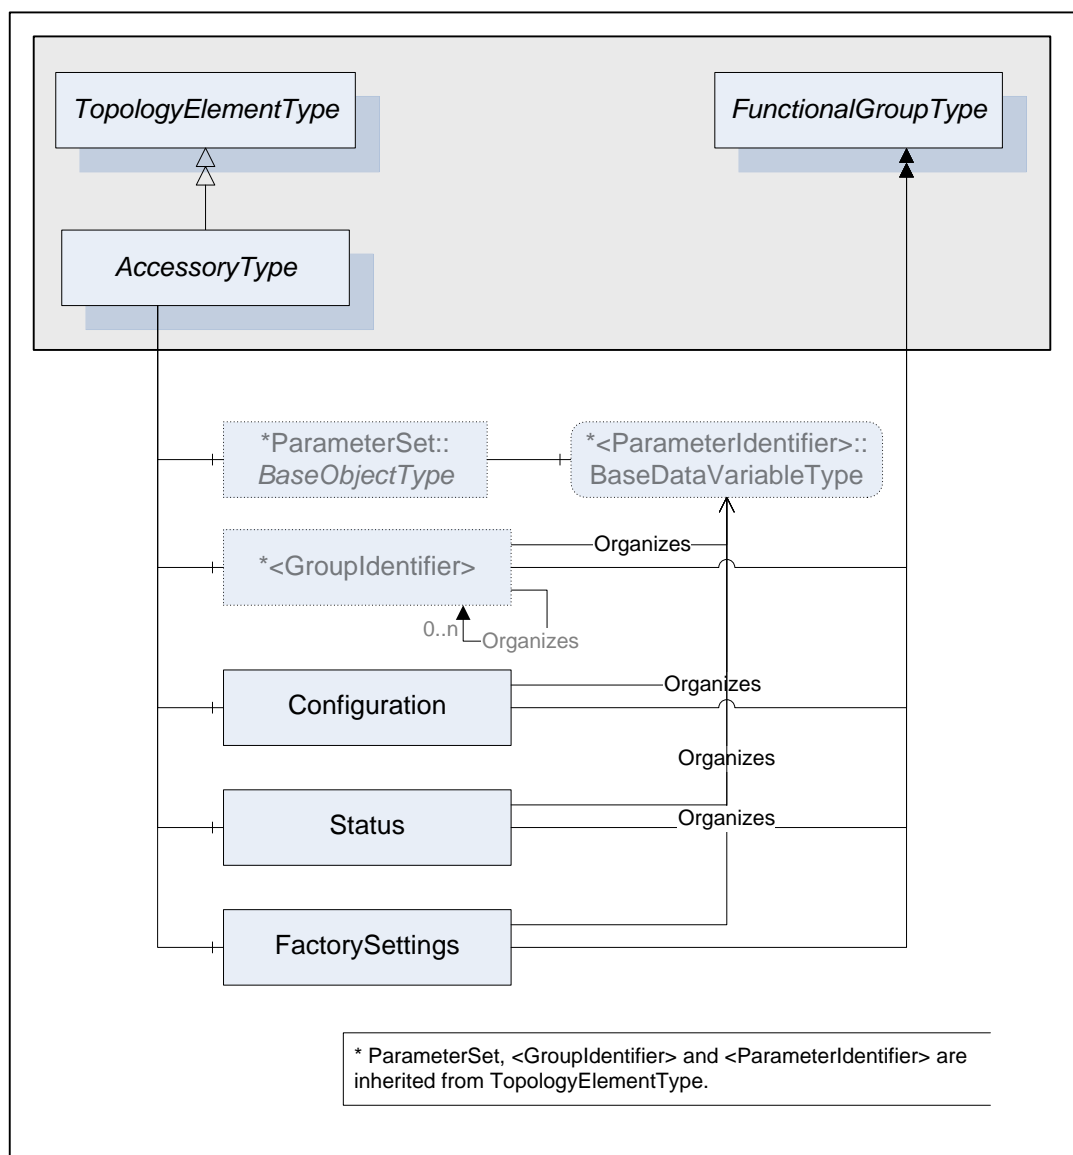 TopologyElementType
FunctionalGroupType
AccessoryType
*ParameterSet::
BaseObjectType
*<ParameterIdentifier>::
BaseDataVariableType
Organizes
*<GroupIdentifier>
0..n
Organizes
Organizes
Configuration
Organizes
Organizes
Status
FactorySettings
* ParameterSet, <GroupIdentifier> and <ParameterIdentifier> are
inherited from TopologyElementType.